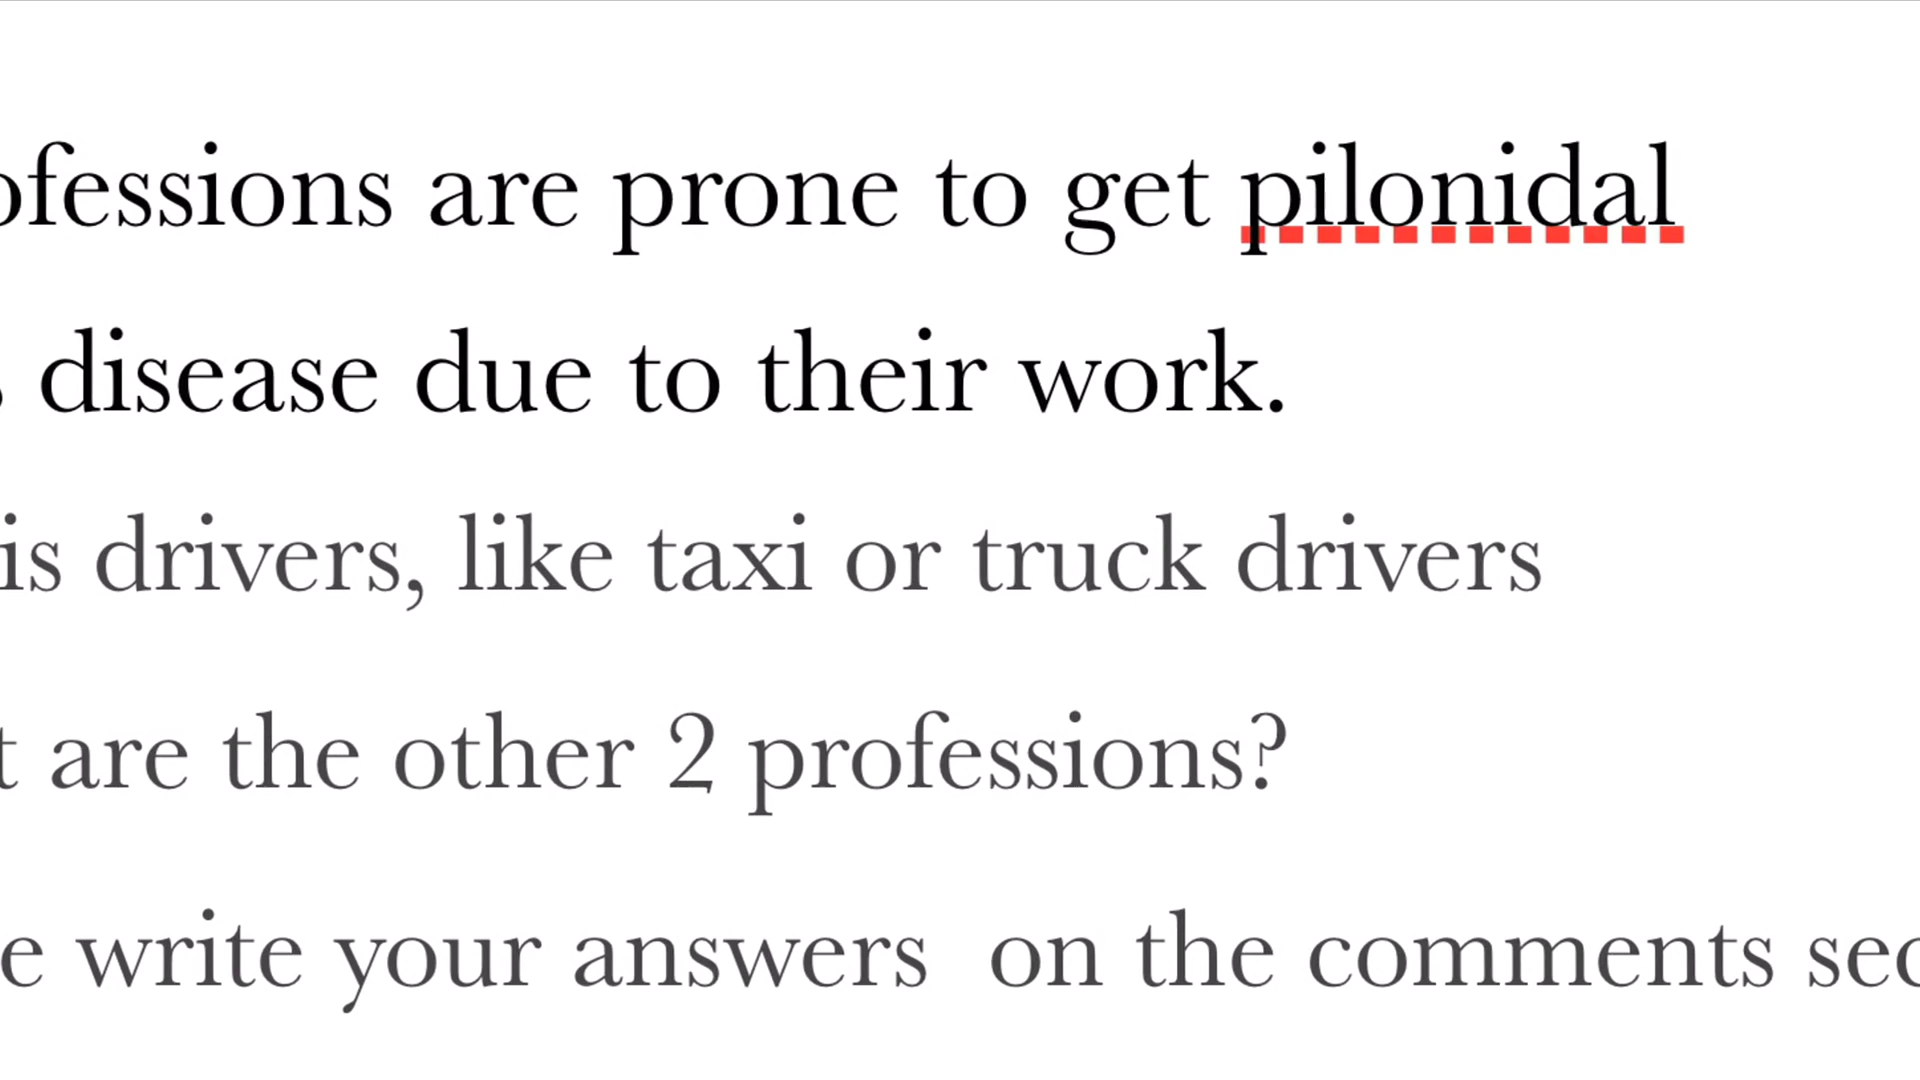 ofessions are prone to get pilonidal
disease due to their work.
is drivers, like taxi or truck drivers
t are the other 2 professions?
e write your answers on the comments sec